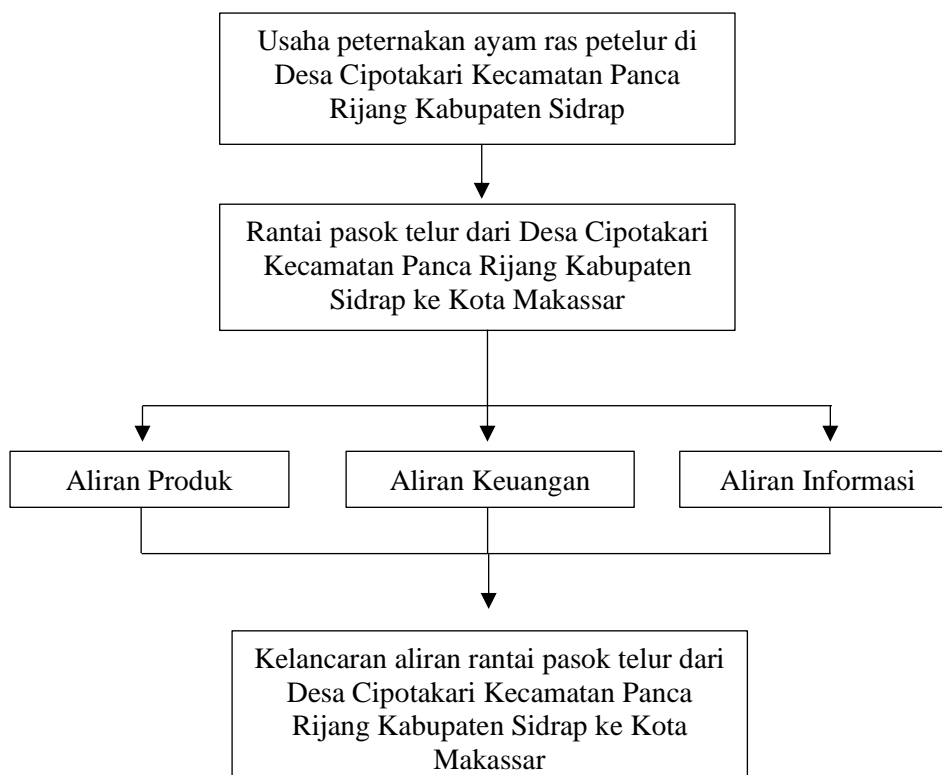 Usaha peternakan ayam ras petelur di
Desa Cipotakari Kecamatan Panca
Rijang Kabupaten Sidrap
Rantai pasok telur dari Desa Cipotakari
Kecamatan Panca Rijang Kabupaten
Sidrap ke Kota Makassar
Aliran Produk
Aliran Keuangan
Aliran Informasi
Kelancaran aliran rantai pasok telur dari
Desa Cipotakari Kecamatan Panca
Rijang Kabupaten Sidrap ke Kota
Makassar